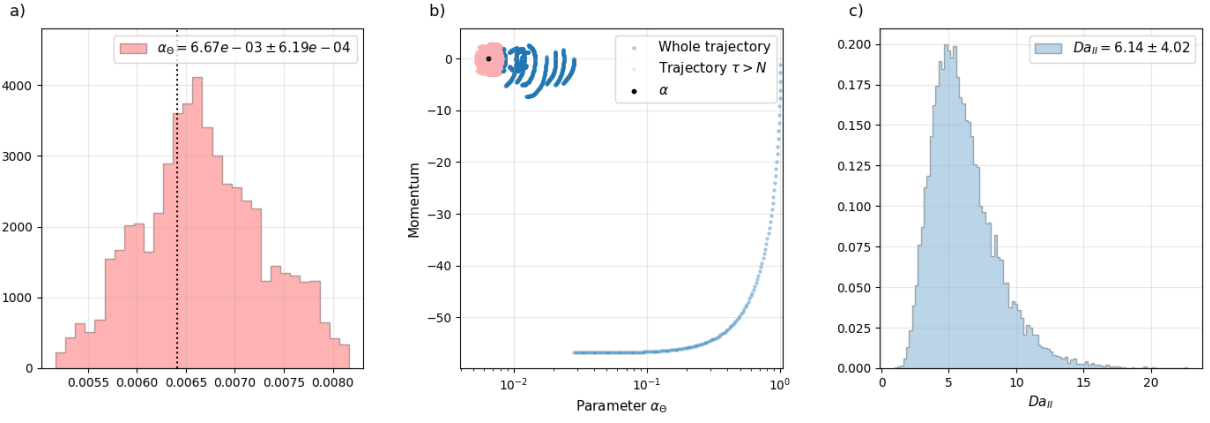 a)
α_Θ = 6.67e − 03 ± 6.19e − 04
4000
3000
2000
1000
0
0.0055 0.0060 0.0065 0.0070 0.0075 0.0080
b)
Whole trajectory
Trajectory τ > N
α
0
−10
−20
−30
−40
−50
Momentum
10⁻² 10⁻¹ 10⁰
Parameter α_Θ
c)
Da_II = 6.14 ± 4.02
0.200
0.175
0.150
0.125
0.100
0.075
0.050
0.025
0.000
0 5 10 15 20
Da_II